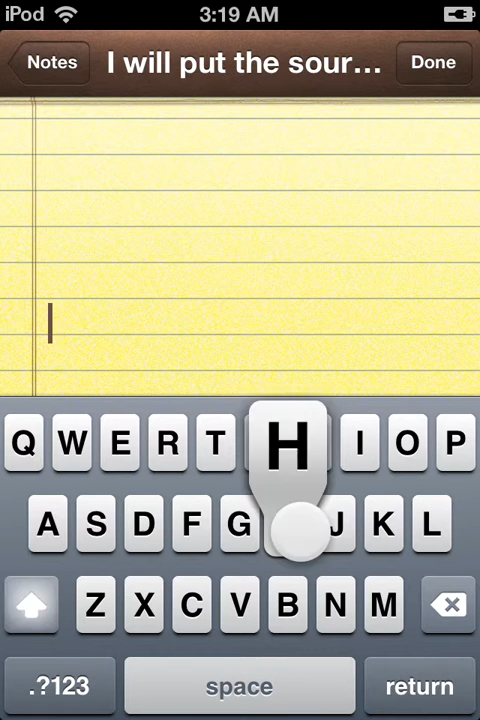 iPod 3:19 AM
Notes I will put the sour... Done
Q W E R T I O P
H
A S D F G J K L
Z X C V B N M
.?123 space return